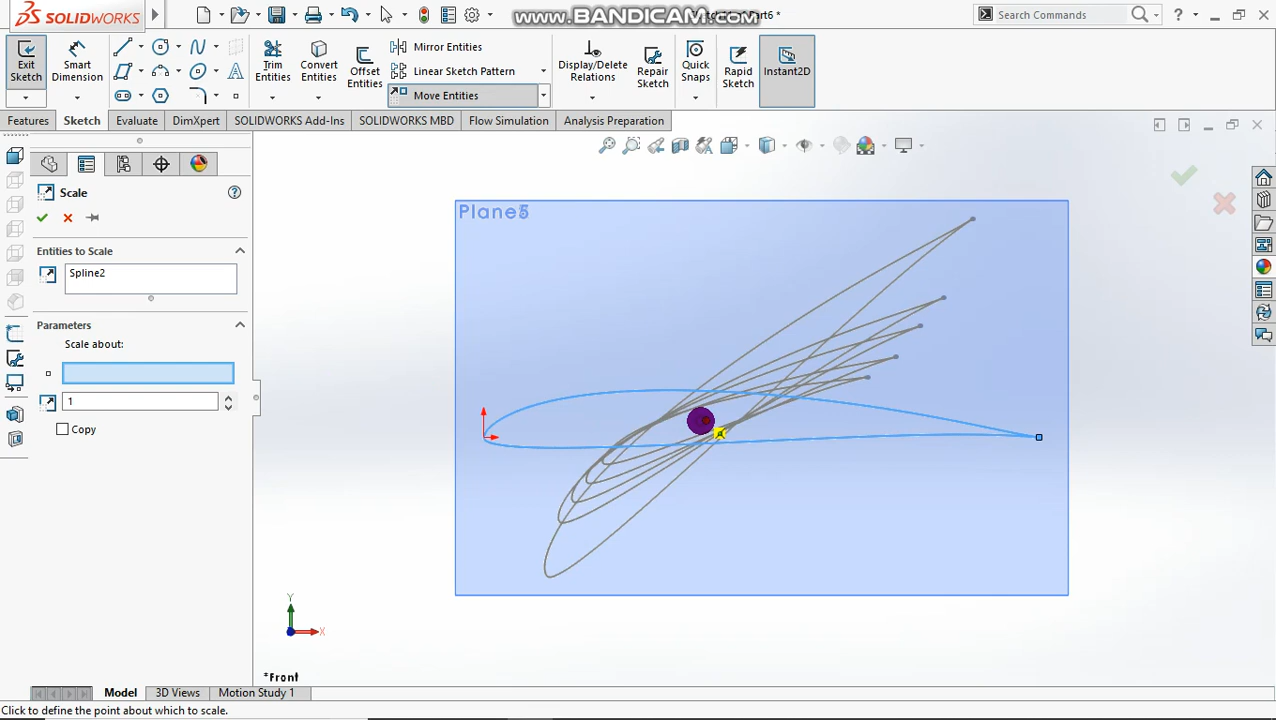 SOLIDWORKS
www.BANDICAM.com
Part6 *
Search Commands
?
Exit Sketch
Smart Dimension
Trim Entities
Convert Entities
Offset Entities
Mirror Entities
Linear Sketch Pattern
Move Entities
Display/Delete Relations
Repair Sketch
Quick Snaps
Rapid Sketch
Instant2D
Features
Sketch
Evaluate
DimXpert
SOLIDWORKS Add-Ins
SOLIDWORKS MBD
Flow Simulation
Analysis Preparation
Scale
Entities to Scale
Spline2
Parameters
Scale about:
1
Copy
Y
X
*Front
Model
3D Views
Motion Study 1
Click to define the point about which to scale.